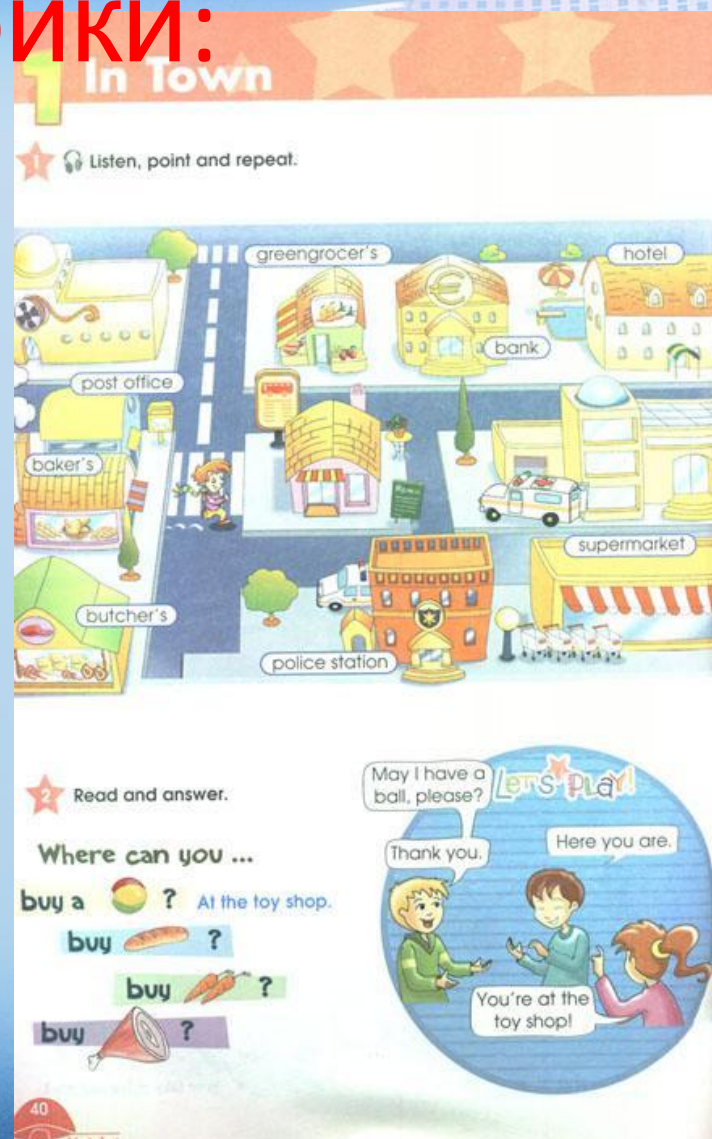 ИКИ:
1 In Town
1 Listen, point and repeat.
greengrocer's
hotel
bank
post office
baker's
supermarket
butcher's
police station
2 Read and answer.
Where can you ...
buy a ? At the toy shop.
buy ?
buy ?
buy ?
Let's Play!
May I have a
ball, please?
Thank you.
Here you are.
You're at the
toy shop!
40